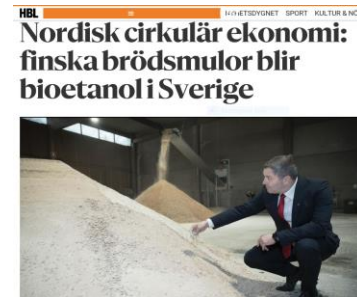 HBL
SPORT KULTUR & NÖ
Nordisk cirkulär ekonomi:
finska brödsmulor blir
bioetanol i Sverige